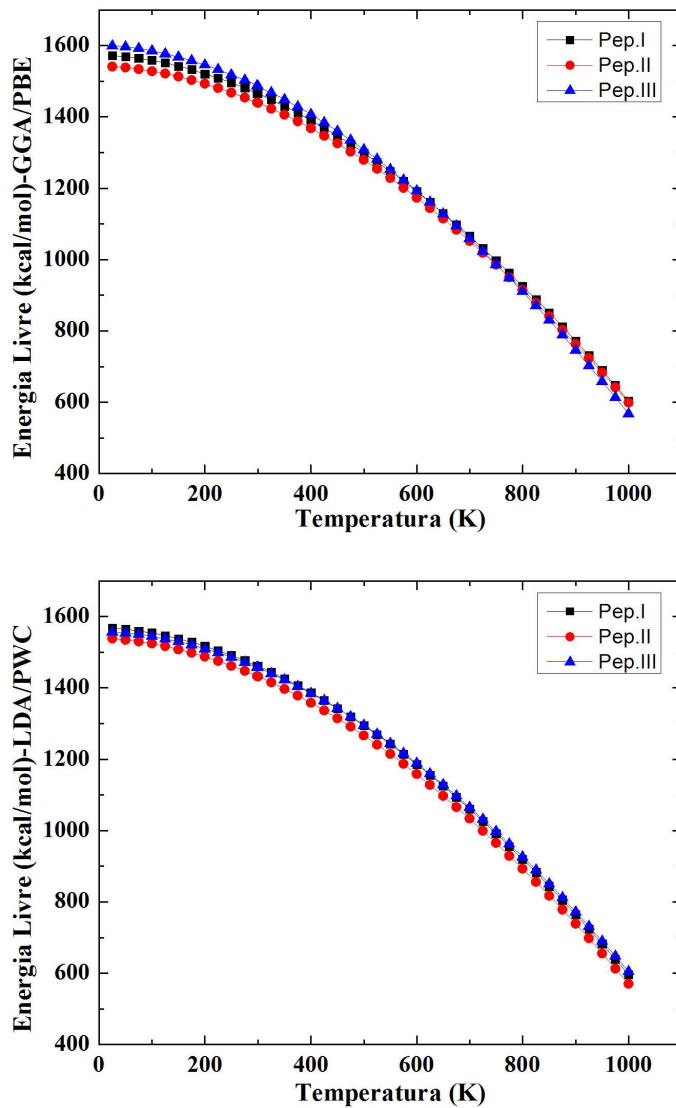 Energia Livre (kcal/mol)-GGA/PBE
1600
1400
1200
1000
800
600
400
Pep.I
Pep.II
Pep.III
0 200 400 600 800 1000
Temperatura (K)
Energia Livre (kcal/mol)-LDA/PWC
1600
1400
1200
1000
800
600
400
Pep.I
Pep.II
Pep.III
0 200 400 600 800 1000
Temperatura (K)